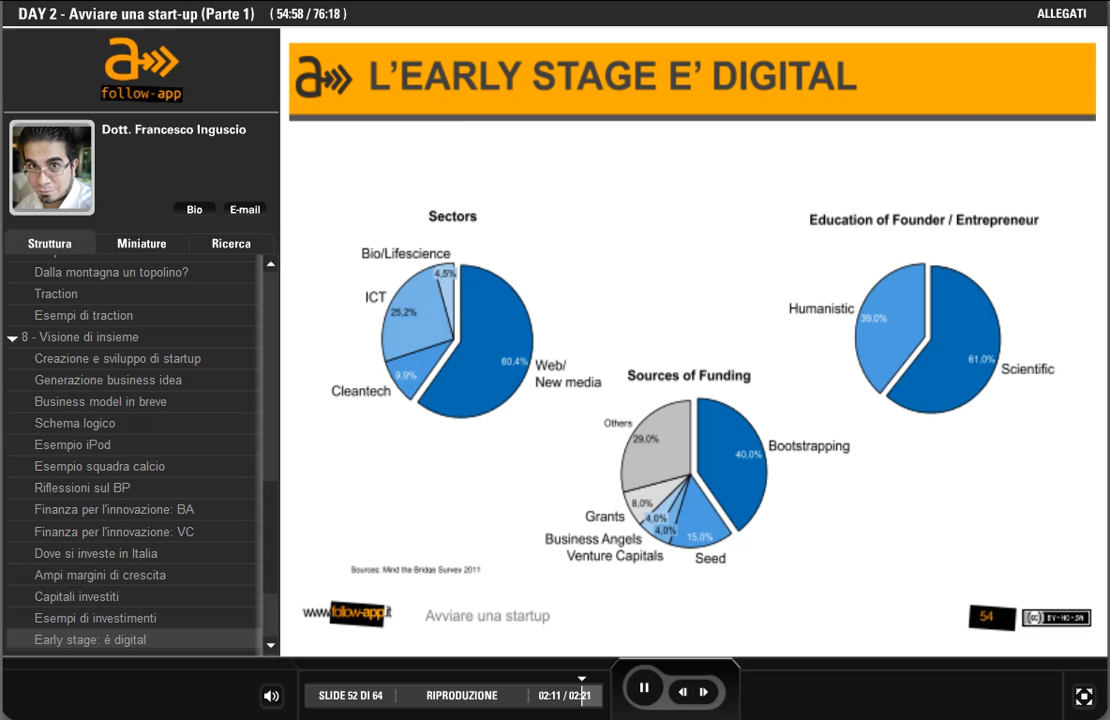 DAY 2 - Avviare una start-up (Parte 1) ( 54:58 / 76:18 )
ALLEGATI
a
follow-app
Dott. Francesco Inguscio
Bio
E-mail
Struttura
Miniature
Ricerca
Dalla montagna un topolino?
Traction
Esempi di traction
8 - Visione di insieme
Creazione e sviluppo di startup
Generazione business idea
Business model in breve
Schema logico
Esempio iPod
Esempio squadra calcio
Riflessioni sul BP
Finanza per l'innovazione: BA
Finanza per l'innovazione: VC
Dove si investe in Italia
Ampi margini di crescita
Capitali investiti
Esempi di investimenti
Early stage: è digital
a L'EARLY STAGE E' DIGITAL
Sectors
Bio/Lifescience
4,5%
ICT
25,2%
60,4%
Web/
New media
9,9%
Cleantech
Education of Founder / Entrepreneur
Humanistic
39,0%
61,0%
Scientific
Sources of Funding
Others
29,0%
40,0%
Bootstrapping
8,0%
Grants
4,0%
Business Angels
4,0%
Venture Capitals
15,0%
Seed
Sources: Mind the Bridge Survey 2011
www.follow-app.it
Avviare una startup
54
(cc) BY-NC-SA
SLIDE 52 DI 64
RIPRODUZIONE
02:11 / 02:21